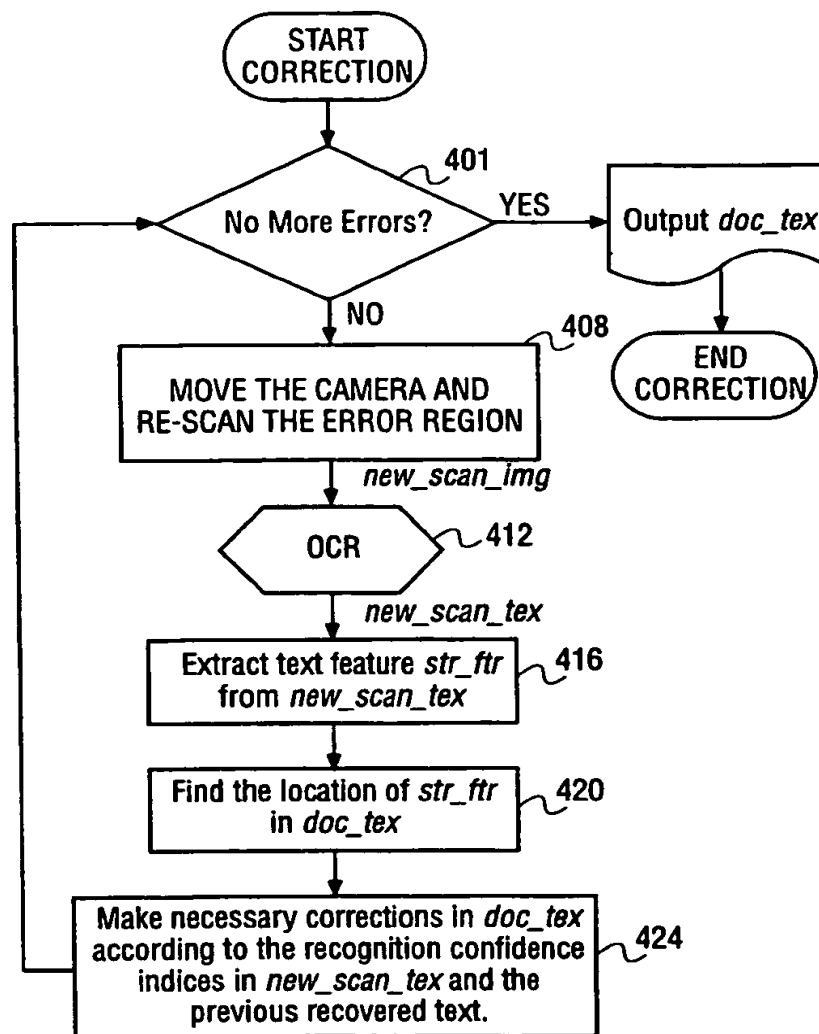 START
CORRECTION
401
No More Errors?
YES
Output doc_tex
NO
END
CORRECTION
408
MOVE THE CAMERA AND
RE-SCAN THE ERROR REGION
new_scan_img
OCR
412
new_scan_tex
Extract text feature str_ftr
from new_scan_tex
416
Find the location of str_ftr
in doc_tex
420
Make necessary corrections in doc_tex
according to the recognition confidence
indices in new_scan_tex and the
previous recovered text.
424